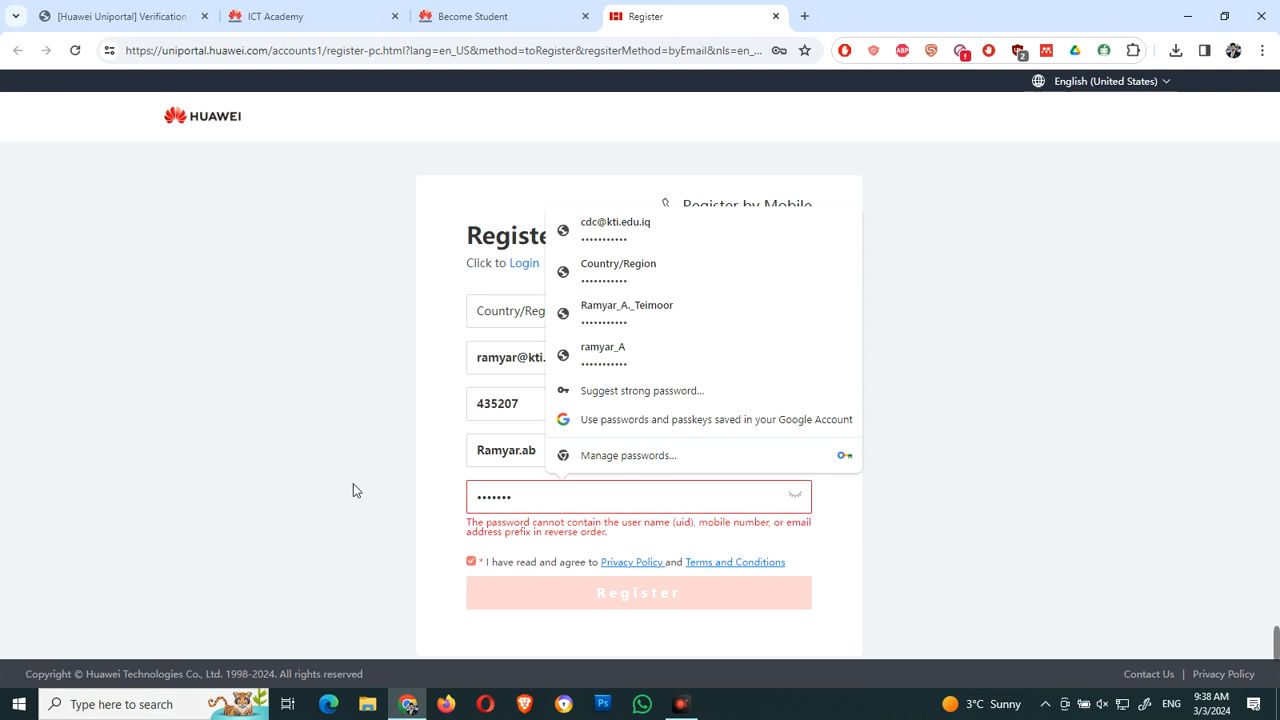 [Huawei Uniportal] Verification
ICT Academy
Become Student
Register
https://uniportal.huawei.com/accounts1/register-pc.html?lang=en_US&method=toRegister&regsiterMethod=byEmail&nls=en_...
ABP
1
2
English (United States)
HUAWEI
Register by Mobile
Registe
Click to Login
Country/Reg
ramyar@kti.
435207
Ramyar.ab
cdc@kti.edu.iq
•••••••••••
Country/Region
•••••••••••
Ramyar_A._Teimoor
•••••••••••
ramyar_A
•••••••••••
Suggest strong password...
Use passwords and passkeys saved in your Google Account
Manage passwords...
•••••••
The password cannot contain the user name (uid), mobile number, or email
address prefix in reverse order.
* I have read and agree to Privacy Policy and Terms and Conditions
Register
Copyright © Huawei Technologies Co., Ltd. 1998-2024. All rights reserved
Contact Us | Privacy Policy
Type here to search
Ps
3°C Sunny
ENG
9:38 AM
3/3/2024